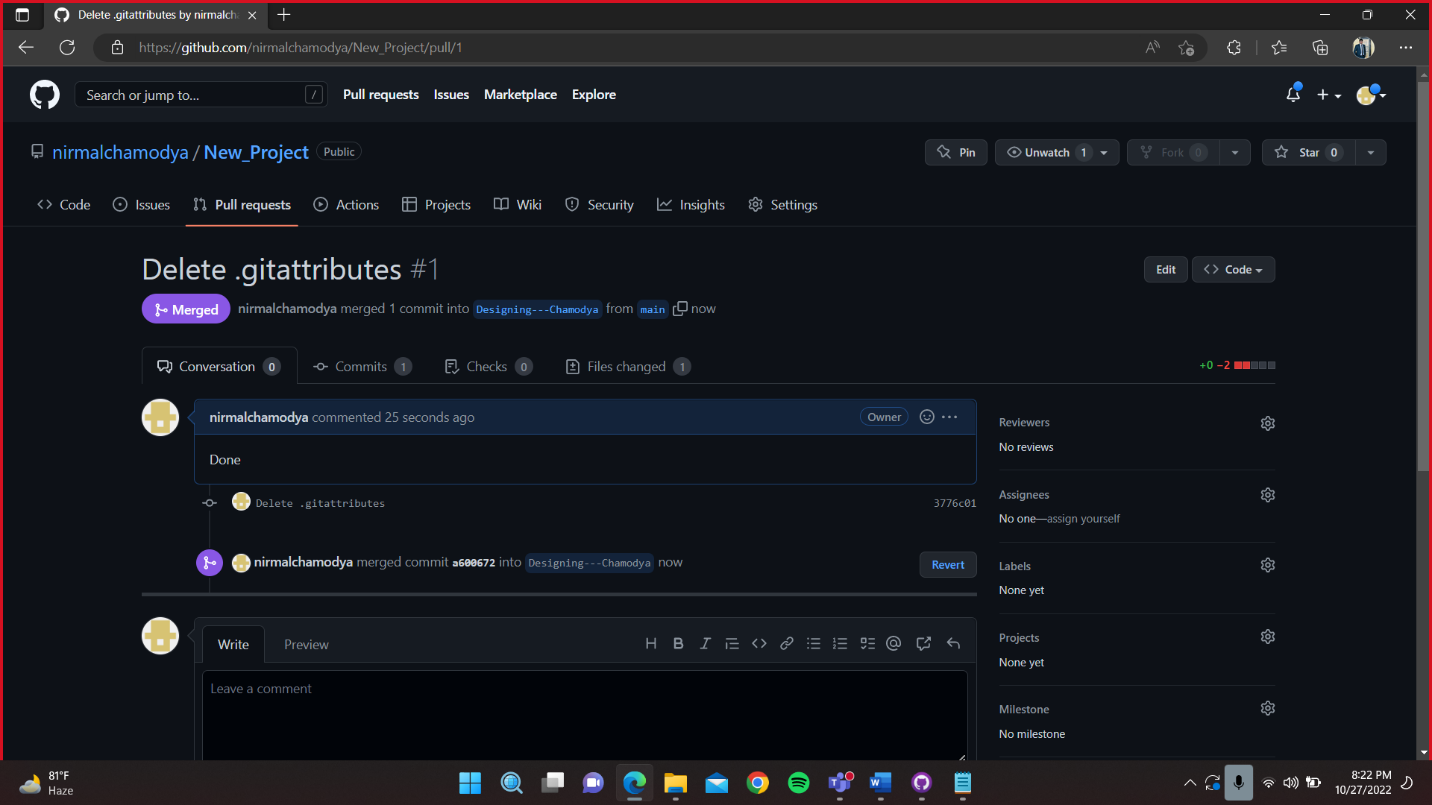 Delete .gitattributes by nirmalcha
https://github.com/nirmalchamodya/New_Project/pull/1
Search or jump to... / Pull requests Issues Marketplace Explore
nirmalchamodya / New_Project Public Pin Unwatch 1 Fork 0 Star 0
Code Issues Pull requests Actions Projects Wiki Security Insights Settings
Delete .gitattributes #1 Edit Code
Merged nirmalchamodya merged 1 commit into Designing---Chamodya from main now
Conversation 0 Commits 1 Checks 0 Files changed 1 +0 −2
nirmalchamodya commented 25 seconds ago Owner
Done
Delete .gitattributes 3776c01
nirmalchamodya merged commit a600672 into Designing---Chamodya now Revert
Write Preview
Leave a comment
Reviewers
No reviews
Assignees
No one—assign yourself
Labels
None yet
Projects
None yet
Milestone
No milestone
81°F
Haze
8:22 PM
10/27/2022